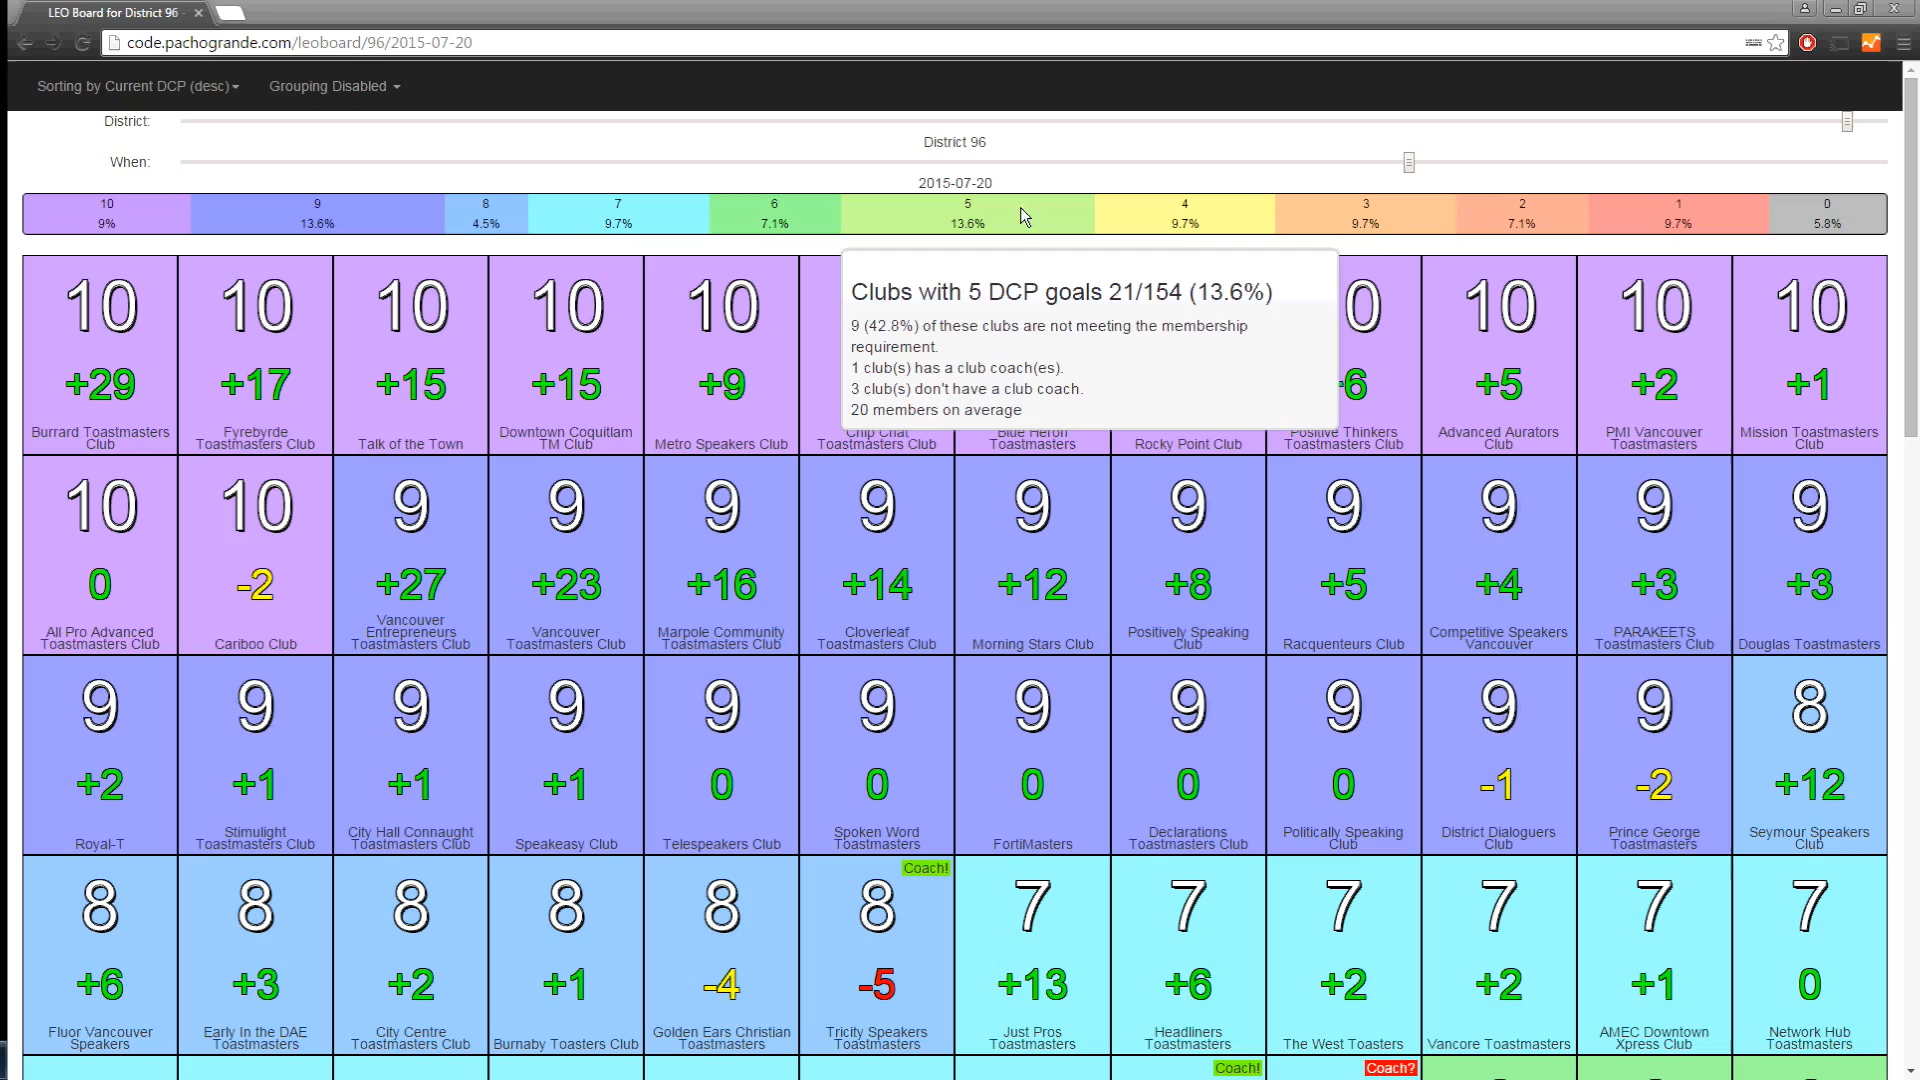 LEO Board for District 96
code.pachogrande.com/leoboard/96/2015-07-20
Sorting by Current DCP (desc) Grouping Disabled
District:
District 96
When:
2015-07-20
10 9 8 7 6 5 4 3 2 1 0
9% 13.6% 4.5% 9.7% 7.1% 13.6% 9.7% 9.7% 7.1% 9.7% 5.8%
Clubs with 5 DCP goals 21/154 (13.6%)
9 (42.8%) of these clubs are not meeting the membership
requirement.
1 club(s) has a club coach(es).
3 club(s) don't have a club coach.
20 members on average
10
+29
Burrard Toastmasters
Club
10
+17
Fyrebyrde
Toastmasters Club
10
+15
Talk of the Town
10
+15
Downtown Coquitlam
TM Club
10
+9
Metro Speakers Club
Chip Chat
Toastmasters Club
Blue Heron
Toastmasters
Rocky Point Club
0
6
Positive Thinkers
Toastmasters Club
10
+5
Advanced Aurators
Club
10
+2
PMI Vancouver
Toastmasters
10
+1
Mission Toastmasters
Club
10
0
All Pro Advanced
Toastmasters Club
10
-2
Cariboo Club
9
+27
Vancouver
Entrepreneurs
Toastmasters Club
9
+23
Vancouver
Toastmasters Club
9
+16
Marpole Community
Toastmasters Club
9
+14
Cloverleaf
Toastmasters Club
9
+12
Morning Stars Club
9
+8
Positively Speaking
Club
9
+5
Racquenteurs Club
9
+4
Competitive Speakers
Vancouver
9
+3
PARAKEETS
Toastmasters Club
9
+3
Douglas Toastmasters
9
+2
Royal-T
9
+1
Stimulight
Toastmasters Club
9
+1
City Hall Connaught
Toastmasters Club
9
+1
Speakeasy Club
9
0
Telespeakers Club
9
0
Spoken Word
Toastmasters
9
0
FortiMasters
9
0
Declarations
Toastmasters Club
9
0
Politically Speaking
Club
9
-1
District Dialoguers
Club
9
-2
Prince George
Toastmasters
8
+12
Seymour Speakers
Club
8
+6
Fluor Vancouver
Speakers
8
+3
Early In the DAE
Toastmasters
8
+2
City Centre
Toastmasters Club
8
+1
Burnaby Toasters Club
8
-4
Golden Ears Christian
Toastmasters
Coach!
8
-5
Tricity Speakers
Toastmasters
7
+13
Just Pros
Toastmasters
7
+6
Headliners
Toastmasters
7
+2
The West Toasters
7
+2
Vancore Toastmasters
7
+1
AMEC Downtown
Xpress Club
7
0
Network Hub
Toastmasters
Coach!
Coach?